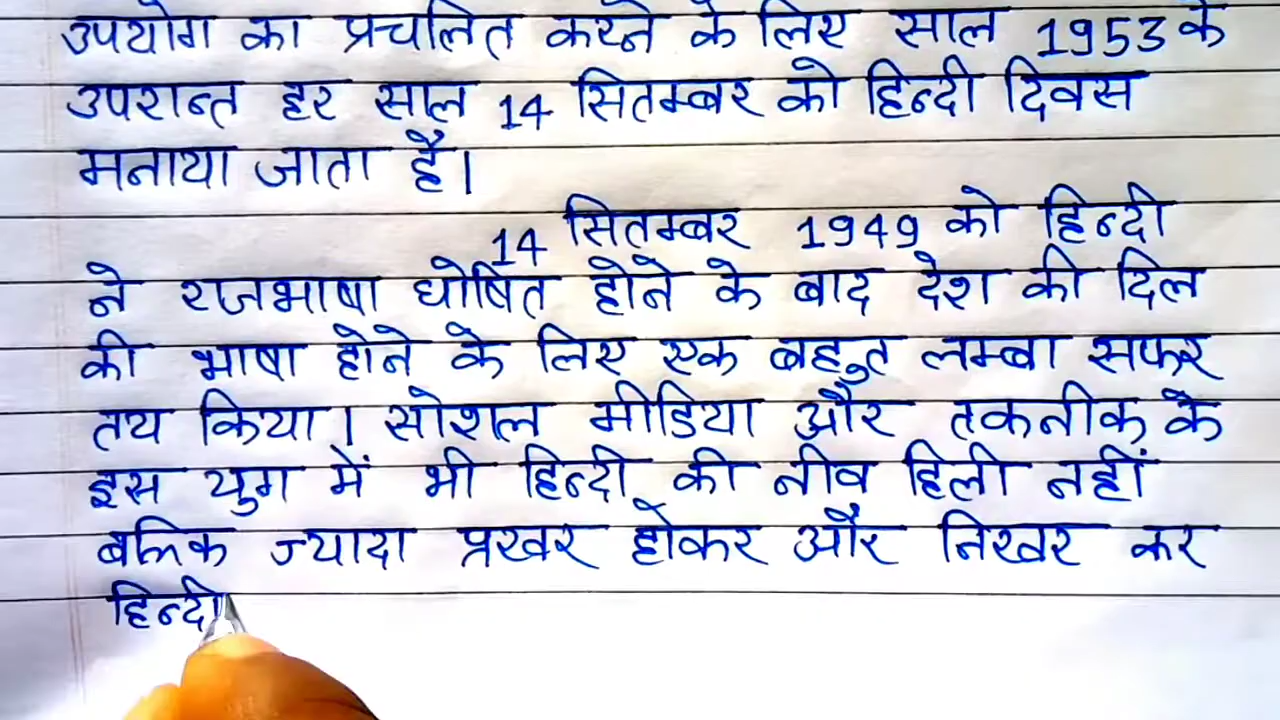 उपयोग का प्रचलित करने के लिए साल 1953 के
उपरान्त हर साल 14 सितम्बर को हिन्दी दिवस
मनाया जाता है।
14 सितम्बर 1949 को हिन्दी
ने राजभाषा घोषित होने के बाद देश की दिल
की भाषा होने के लिए एक बहुत लम्बा सफर
तय किया। सोशल मीडिया और तकनीक के
इस युग में भी हिन्दी की नीव हिली नहीं
बल्कि ज्यादा प्रखर होकर और निखर कर
हिन्दी